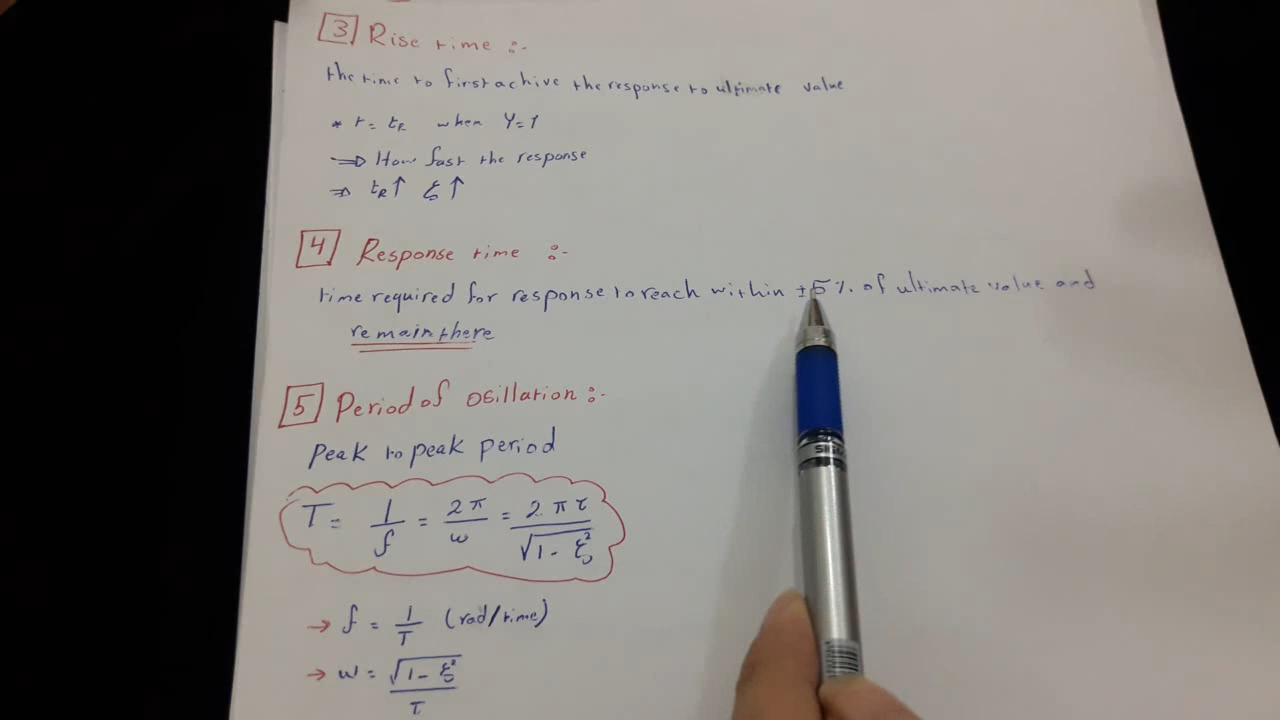 3 Rise time :-
the time to first achive the response to ultimate value
* t = tR when Y=1
⇒ How fast the response
⇒ tR↑ ξ↑
4 Response time :-
time required for response to reach within ±5% of ultimate value and
remain there
5 Period of osillation :-
Peak to peak period
T = 1/f = 2π/ω = 2πτ/√(1-ξ²)
→ f = 1/T (rad/time)
→ ω = √(1-ξ²)/τ